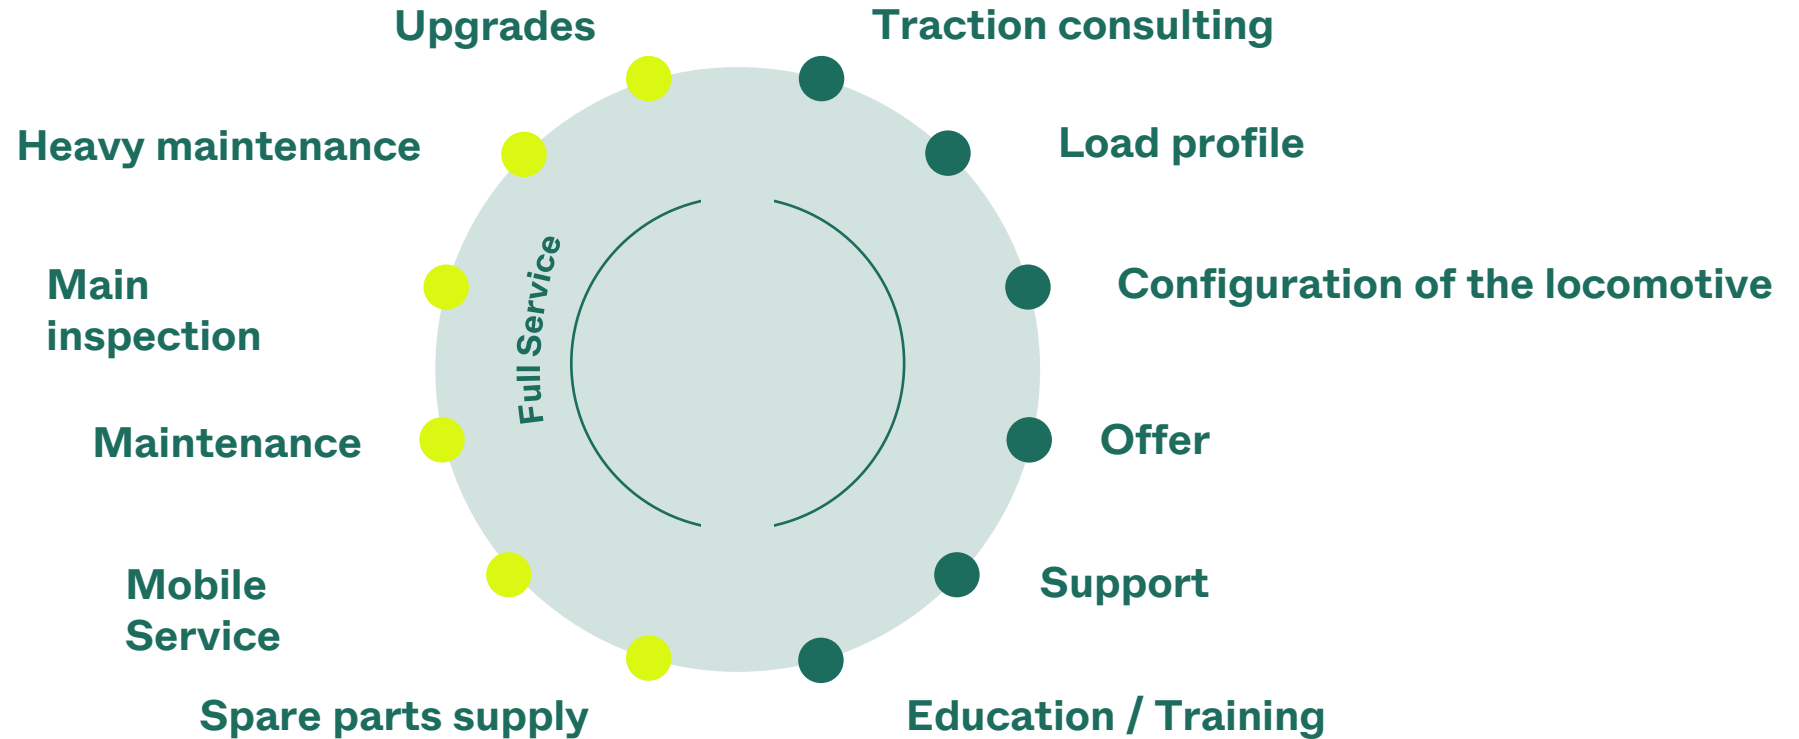 Upgrades
Traction consulting
Heavy maintenance
Load profile
Full Service
Main
inspection
Configuration of the locomotive
Maintenance
Offer
Mobile
Service
Support
Spare parts supply
Education / Training